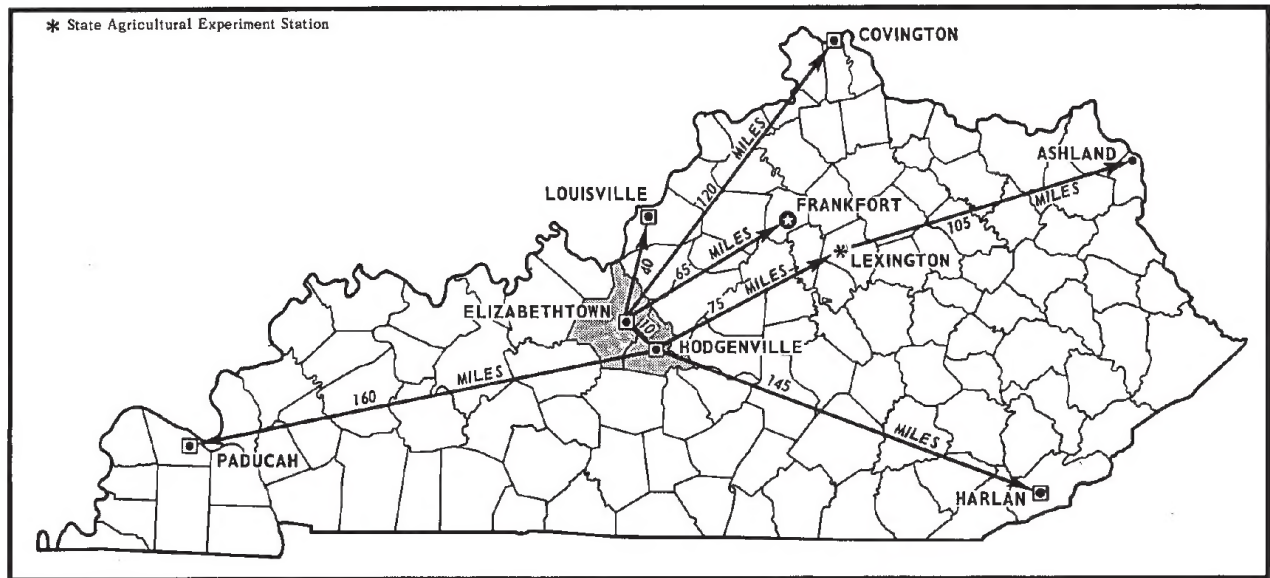 * State Agricultural Experiment Station
COVINGTON
ASHLAND
LOUISVILLE
FRANKFORT
LEXINGTON
ELIZABETHTOWN
HODGENVILLE
PADUCAH
HARLAN
120 MILES
40
65 MILES
75 MILES
105 MILES
10
160 MILES
145 MILES